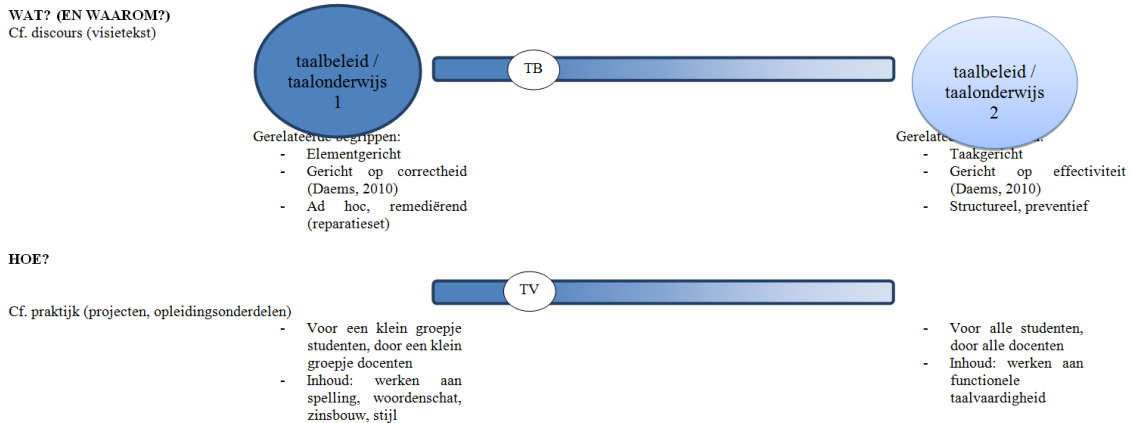 WAT? (EN WAAROM?)
Cf. discours (visietekst)
taalbeleid /
taalonderwijs
1
TB
taalbeleid /
taalonderwijs
2
Gerelateerde begrippen:
- Elementgericht
- Gericht op correctheid
(Daems, 2010)
- Ad hoc, remediërend
(reparatieset)
Gerelateerde
- Taakgericht
- Gericht op effectiviteit
(Daems, 2010)
- Structureel, preventief
HOE?
TV
Cf. praktijk (projecten, opleidingsonderdelen)
- Voor een klein groepje
studenten, door een klein
groepje docenten
- Inhoud: werken aan
spelling, woordenschat,
zinsbouw, stijl
- Voor alle studenten,
door alle docenten
- Inhoud: werken aan
functionele
taalvaardigheid